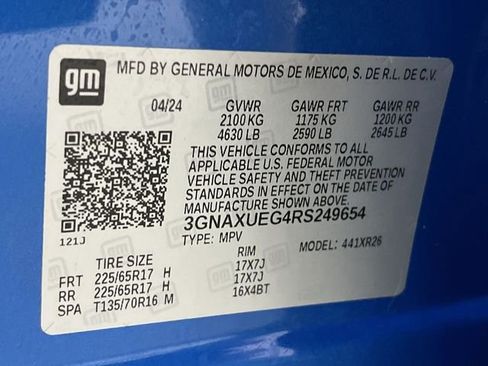 gm MFD BY GENERAL MOTORS DE MEXICO, S. DE R.L. DE C.V.
04/24 GVWR GAWR FRT GAWR RR
2100 KG 1175 KG 1200 KG
4630 LB 2590 LB 2645 LB
THIS VEHICLE CONFORMS TO ALL
APPLICABLE U.S. FEDERAL MOTOR
VEHICLE SAFETY AND THEFT PREVENTION
STANDARDS IN EFFECT ON THE DATE OF
MANUFACTURE SHOWN ABOVE.
3GNAXUEG4RS249654
121J TYPE: MPV MODEL: 441XR26
TIRE SIZE RIM
FRT 225/65R17 H 17X7J
RR 225/65R17 H 17X7J
SPA T135/70R16 M 16X4BT